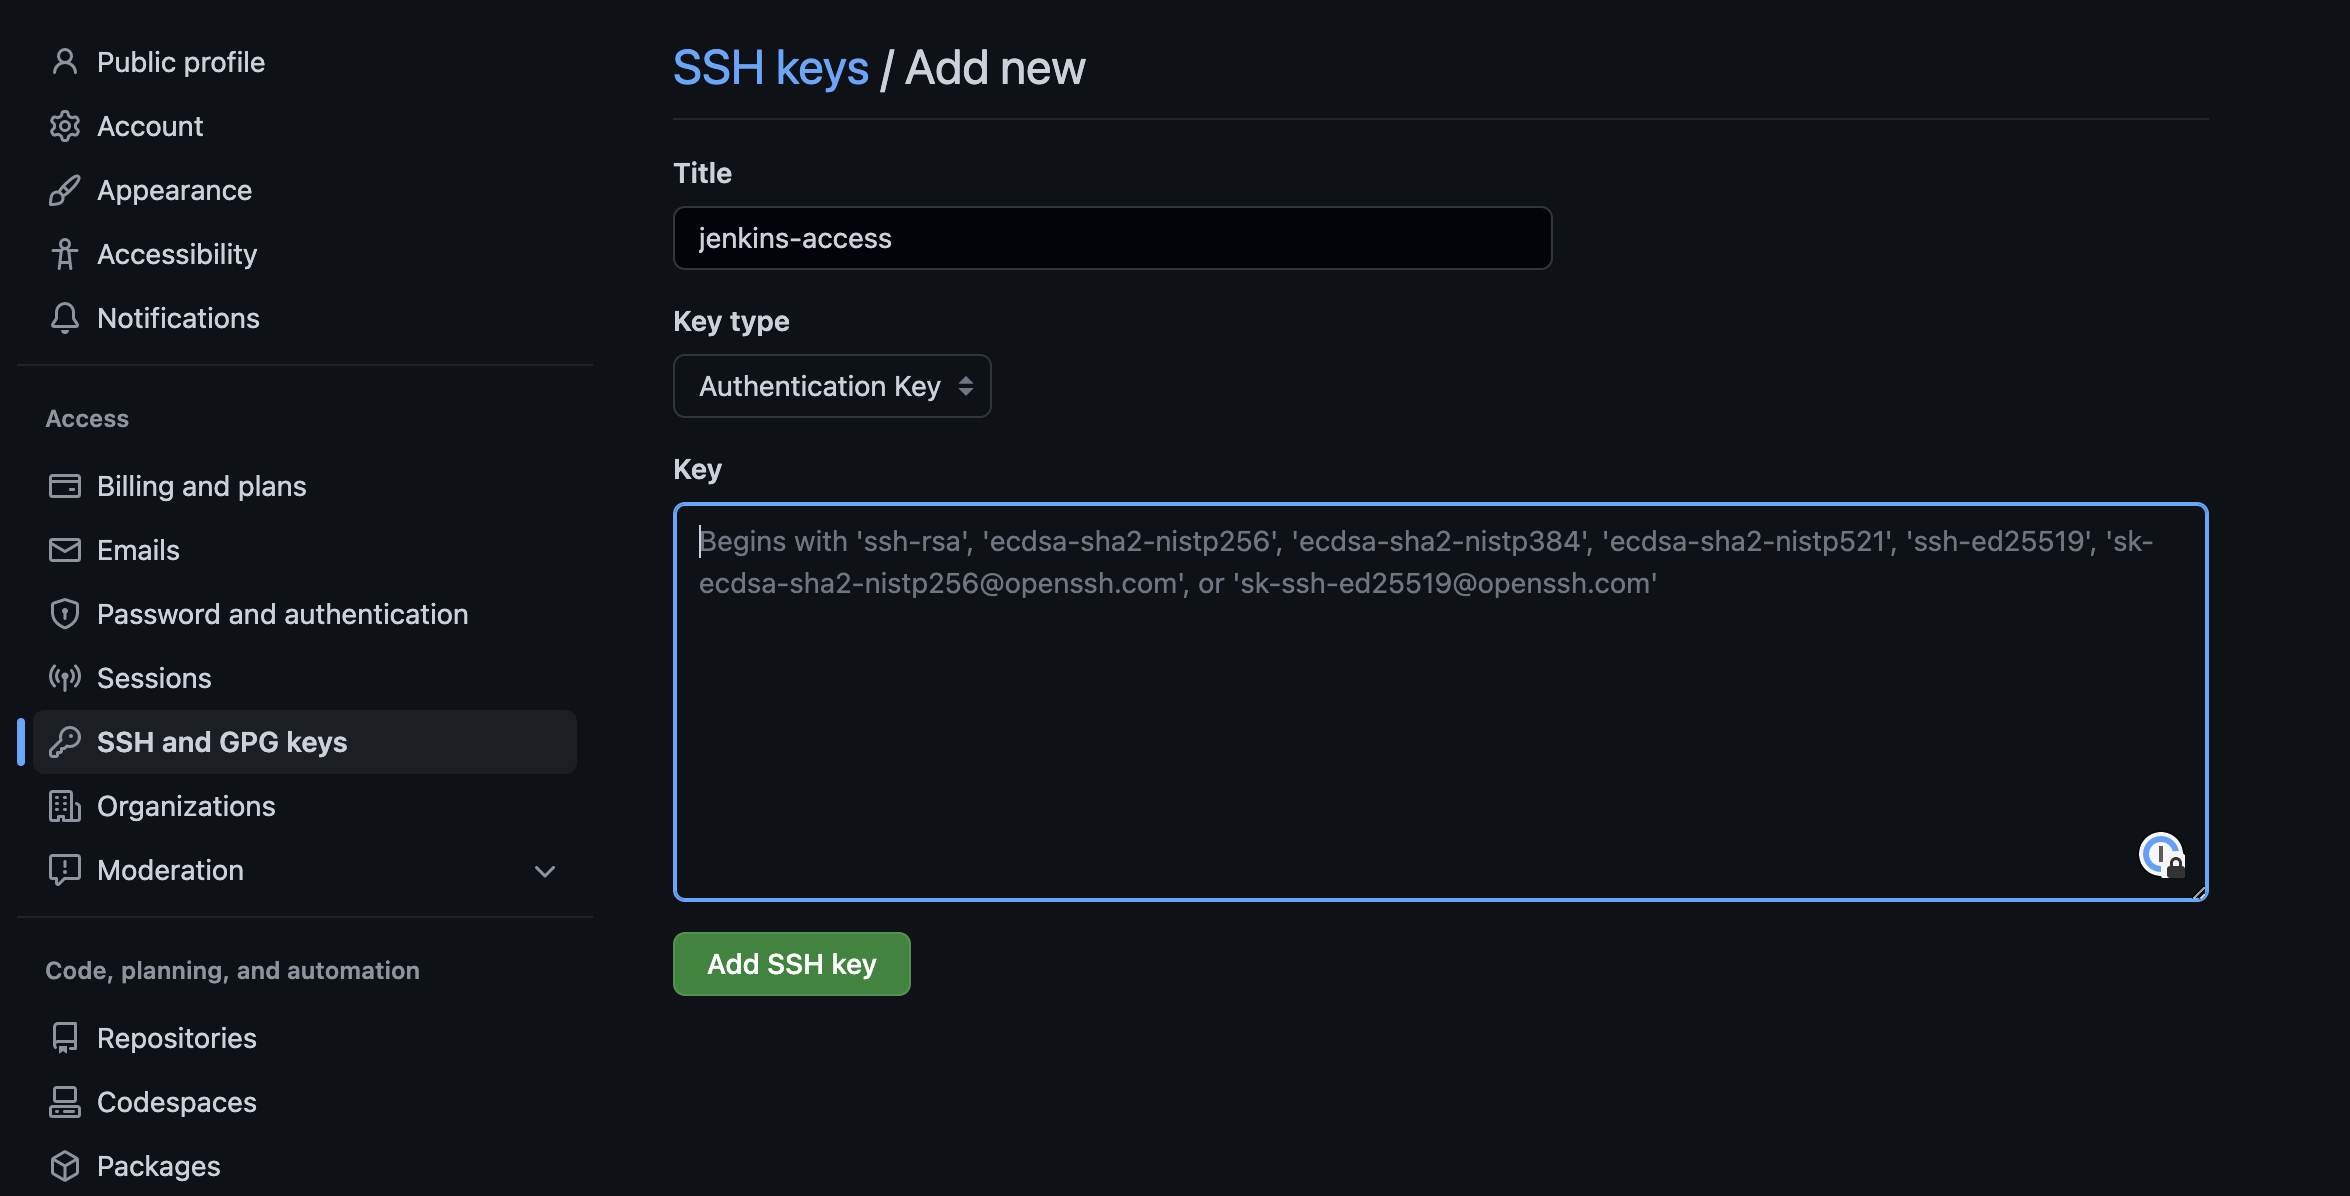 Public profile
Account
Appearance
Accessibility
Notifications
Access
Billing and plans
Emails
Password and authentication
Sessions
SSH and GPG keys
Organizations
Moderation
Code, planning, and automation
Repositories
Codespaces
Packages
SSH keys / Add new
Title
jenkins-access
Key type
Authentication Key
Key
Begins with 'ssh-rsa', 'ecdsa-sha2-nistp256', 'ecdsa-sha2-nistp384', 'ecdsa-sha2-nistp521', 'ssh-ed25519', 'sk-
ecdsa-sha2-nistp256@openssh.com', or 'sk-ssh-ed25519@openssh.com'
Add SSH key